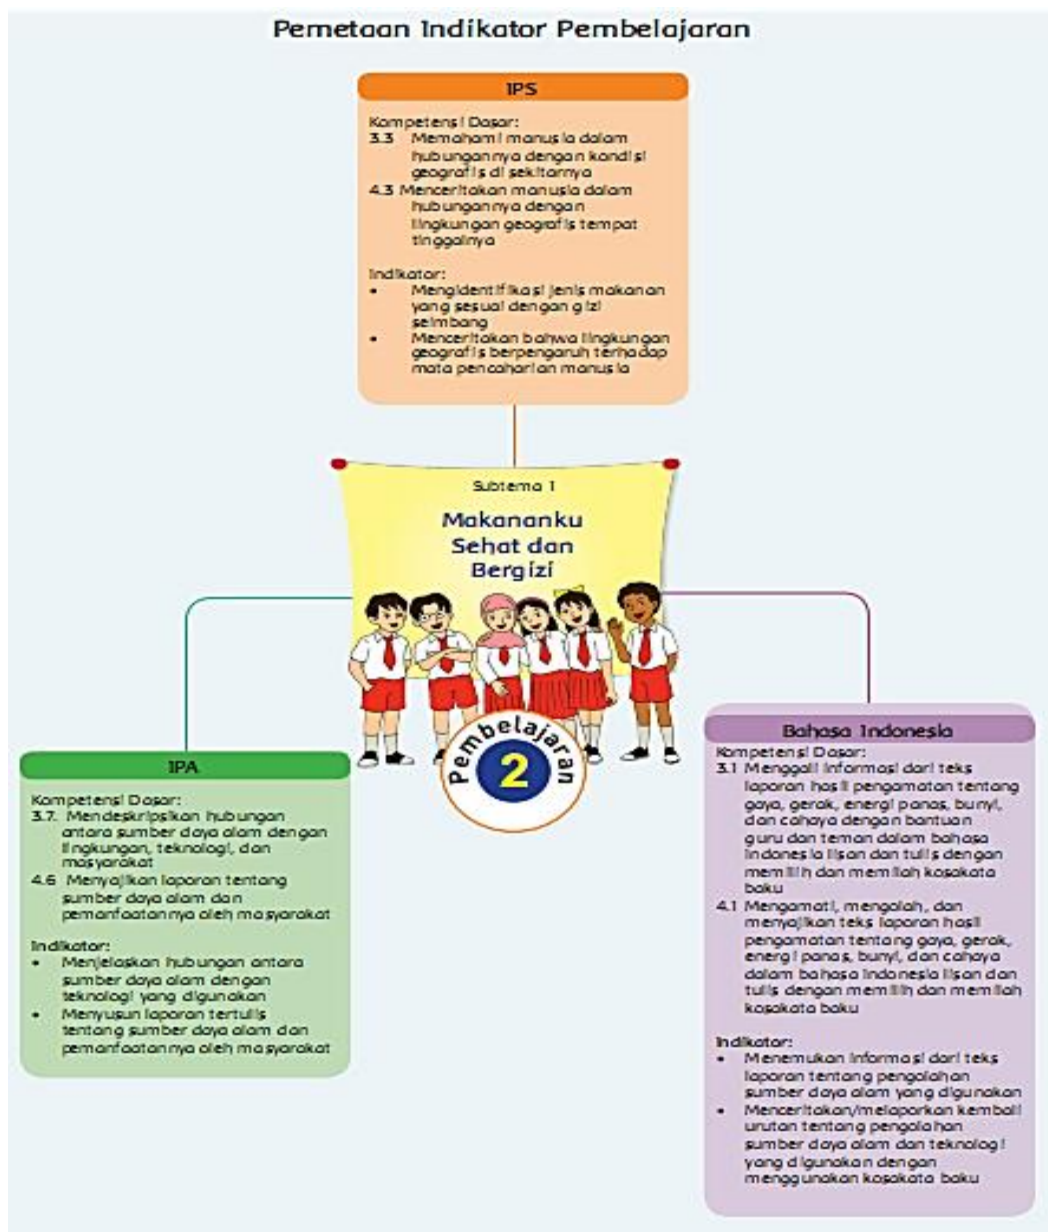 Pemetaan Indikator Pembelajaran
IPS
Kompetensi Dasar:
3.3 Memahami manusia dalam
hubungannya dengan kondisi
geografis di sekitarnya
4.3 Menceritakan manusia dalam
hubungannya dengan
lingkungan geografis tempat
tinggalnya
Indikator:
• Mengidentifikasi jenis makanan
yang sesuai dengan gizi
seimbang
• Menceritakan bahwa lingkungan
geografis berpengaruh terhadap
mata pencaharian manusia
Subtema 1
Makananku
Sehat dan
Bergizi
Pembelajaran
2
IPA
Kompetensi Dasar:
3.7. Mendeskripsikan hubungan
antara sumber daya alam dengan
lingkungan, teknologi, dan
masyarakat
4.6 Menyajikan laporan tentang
sumber daya alam dan
pemanfaatannya oleh masyarakat
Indikator:
• Menjelaskan hubungan antara
sumber daya alam dengan
teknologi yang digunakan
• Menyusun laporan tertulis
tentang sumber daya alam dan
pemanfaatannya oleh masyarakat
Bahasa Indonesia
Kompetensi Dasar:
3.1 Menggali informasi dari teks
laporan hasil pengamatan tentang
gaya, gerak, energi panas, bunyi,
dan cahaya dengan bantuan
guru dan teman dalam bahasa
Indonesia lisan dan tulis dengan
memilih dan memilah kosakata
baku
4.1 Mengamati, mengolah, dan
menyajikan teks laporan hasil
pengamatan tentang gaya, gerak,
energi panas, bunyi, dan cahaya
dalam bahasa Indonesia lisan dan
tulis dengan memilih dan memilah
kosakata baku
Indikator:
• Menemukan informasi dari teks
laporan tentang pengolahan
sumber daya alam yang digunakan
• Menceritakan/melaporkan kembali
urutan tentang pengolahan
sumber daya alam dan teknologi
yang digunakan dengan
menggunakan kosakata baku